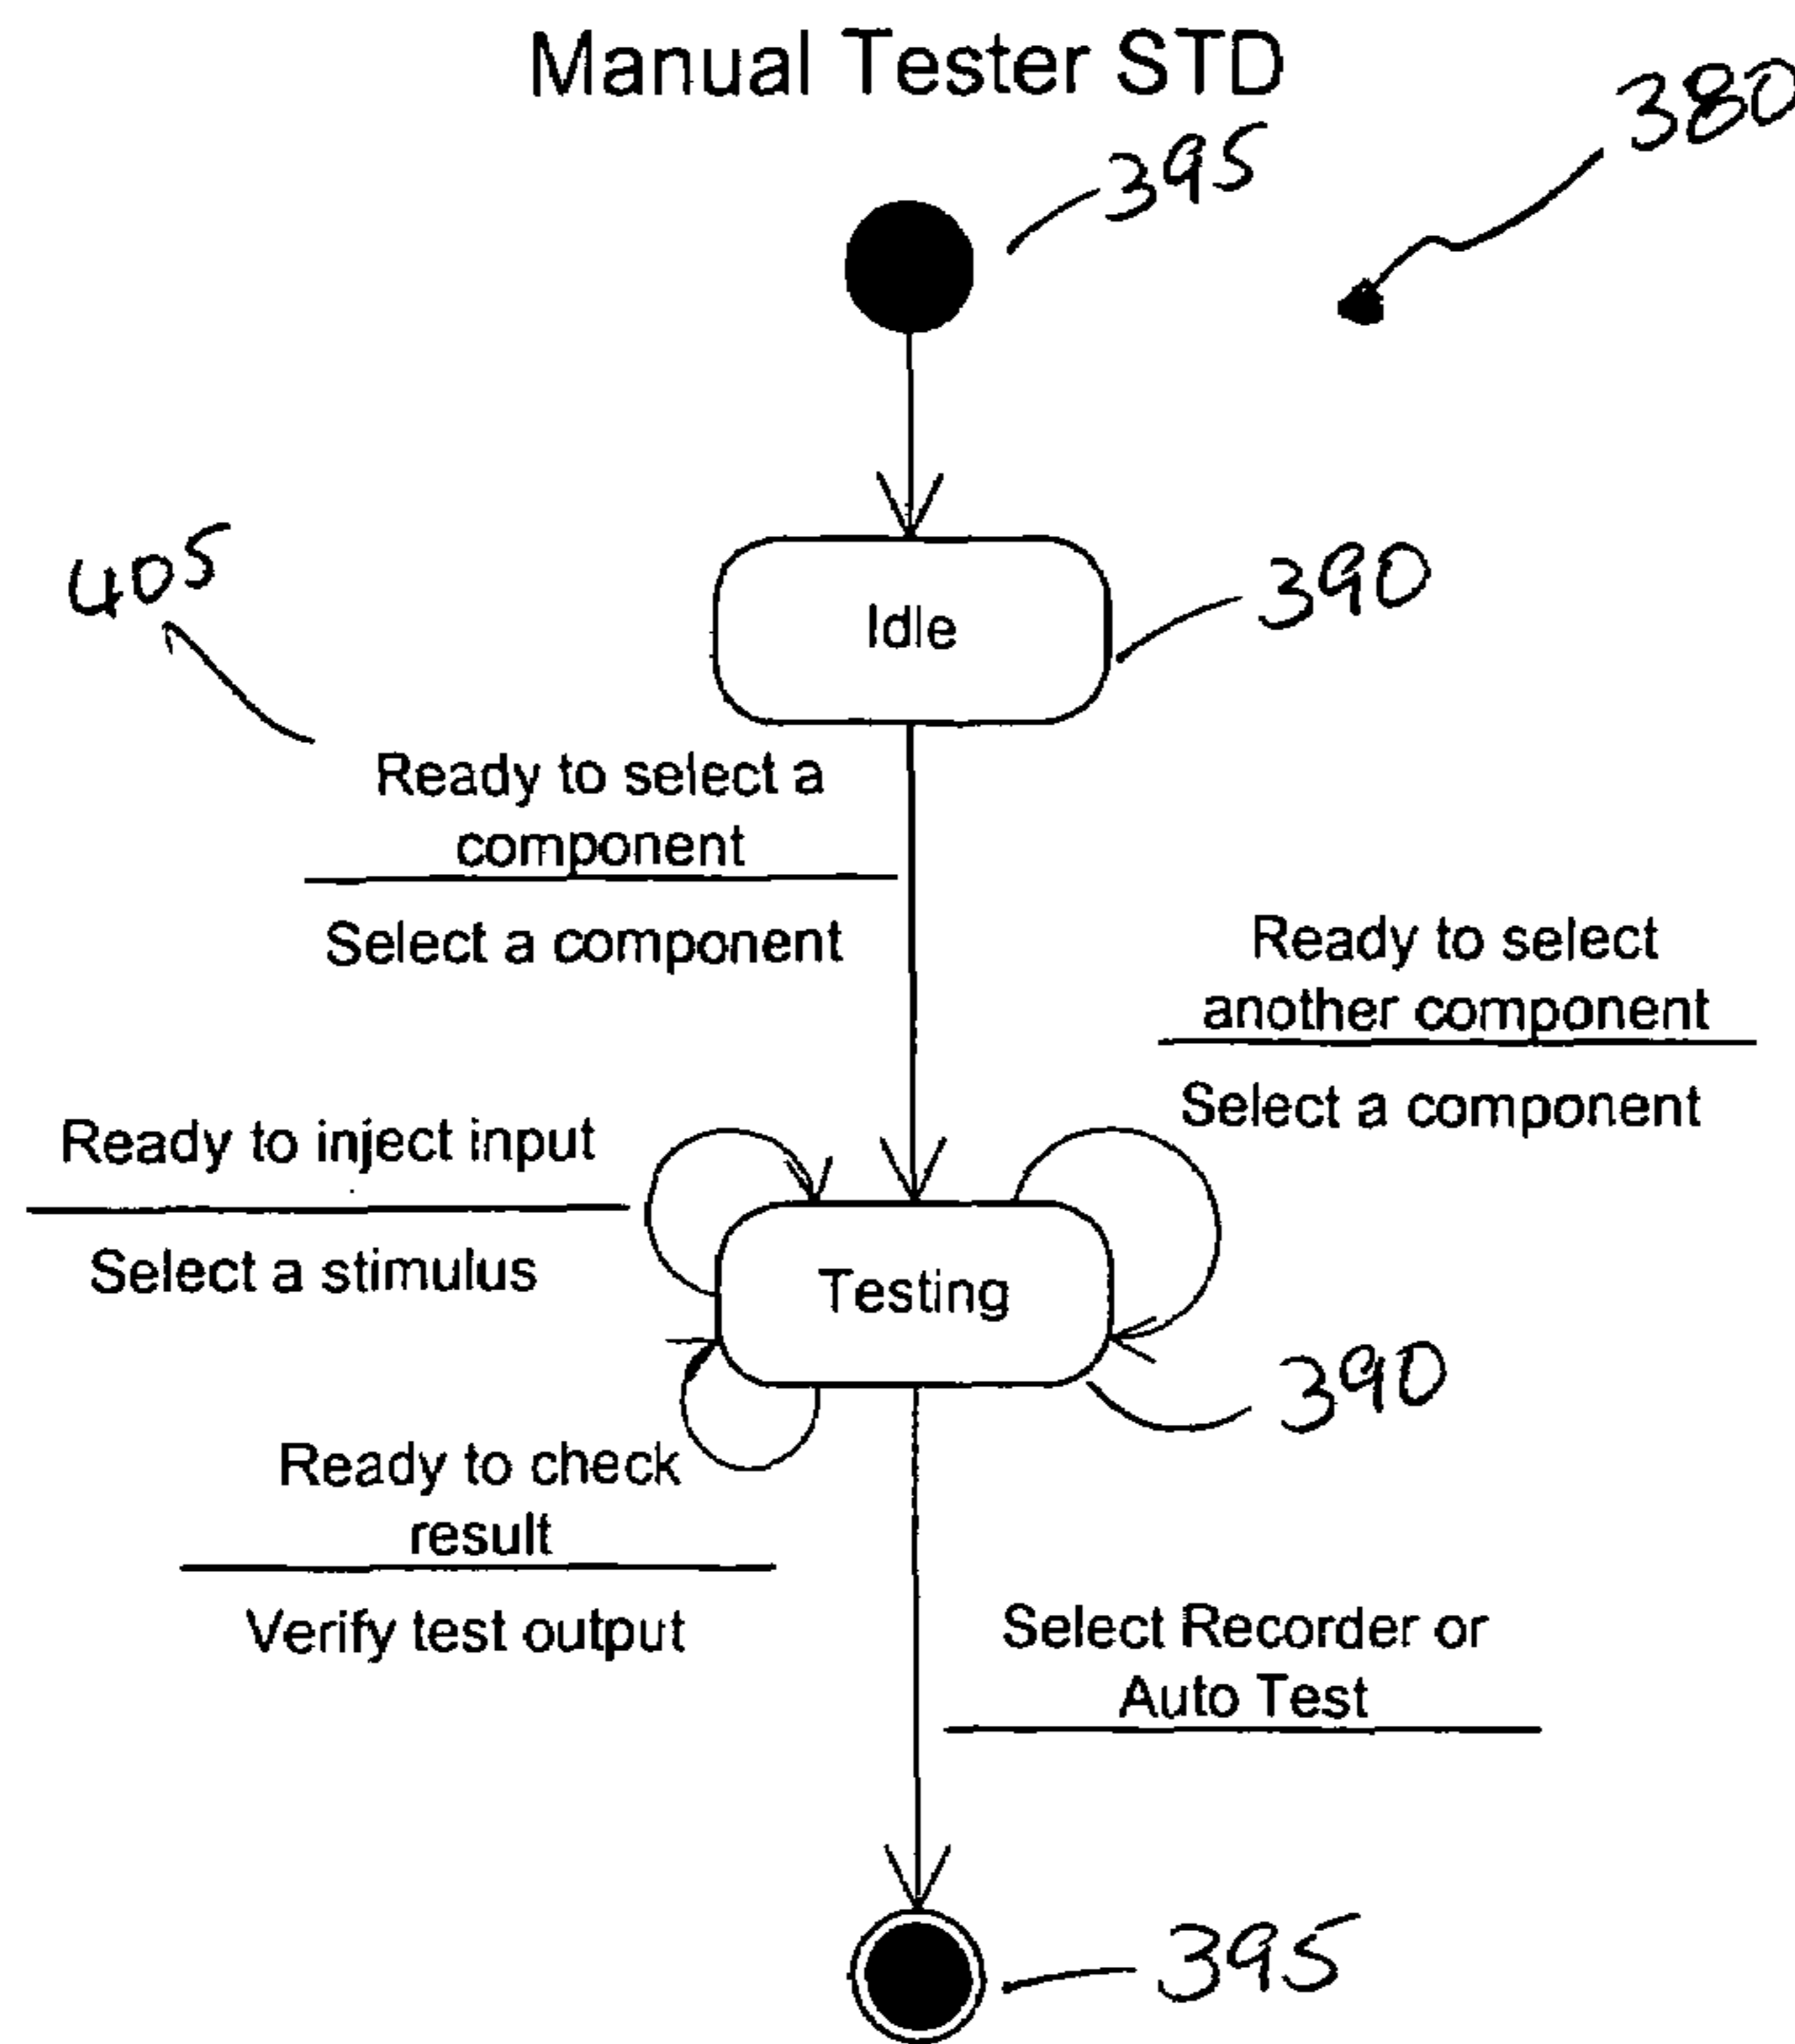 Manual Tester STD
380
395
Idle
390
405
Ready to select a
component
Select a component
Ready to select
another component
Select a component
Ready to inject input
Select a stimulus
Testing
390
Ready to check
result
Verify test output
Select Recorder or
Auto Test
395